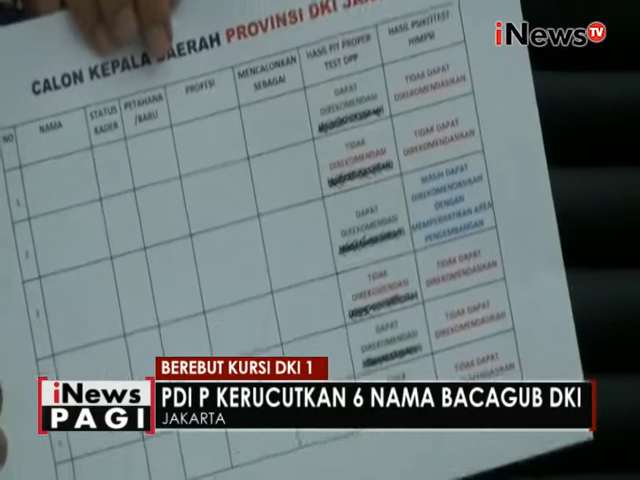 iNews TV
CALON KEPALA DAERAH PROVINSI DKI
NO
NAMA
STATUS
KADER
PETAHANA
/BARU
PROFESI
MENCALONKAN
SEBAGAI
HASIL FIT PROPER
TEST DPP
HASIL PSIKOTEST
HIMPSI
1
DAPAT
DIREKOMENDASI
TIDAK DAPAT
DIREKOMENDASIKAN
2
TIDAK
DIREKOMENDASI
TIDAK DAPAT
DIREKOMENDASIKAN
3
DAPAT
DIREKOMENDASI
MASIH DAPAT
DIREKOMENDASIKAN
DENGAN
MEMPERHATIKAN AREA
PENGEMBANGAN
TIDAK
DIREKOMENDASI
TIDAK DAPAT
DIREKOMENDASIKAN
DAPAT
DIREKOMENDASI
TIDAK DAPAT
DIREKOMENDASIKAN
TIDAK DAPAT
BEREBUT KURSI DKI 1
iNews
PAGI
PDI P KERUCUTKAN 6 NAMA BACAGUB DKI
JAKARTA